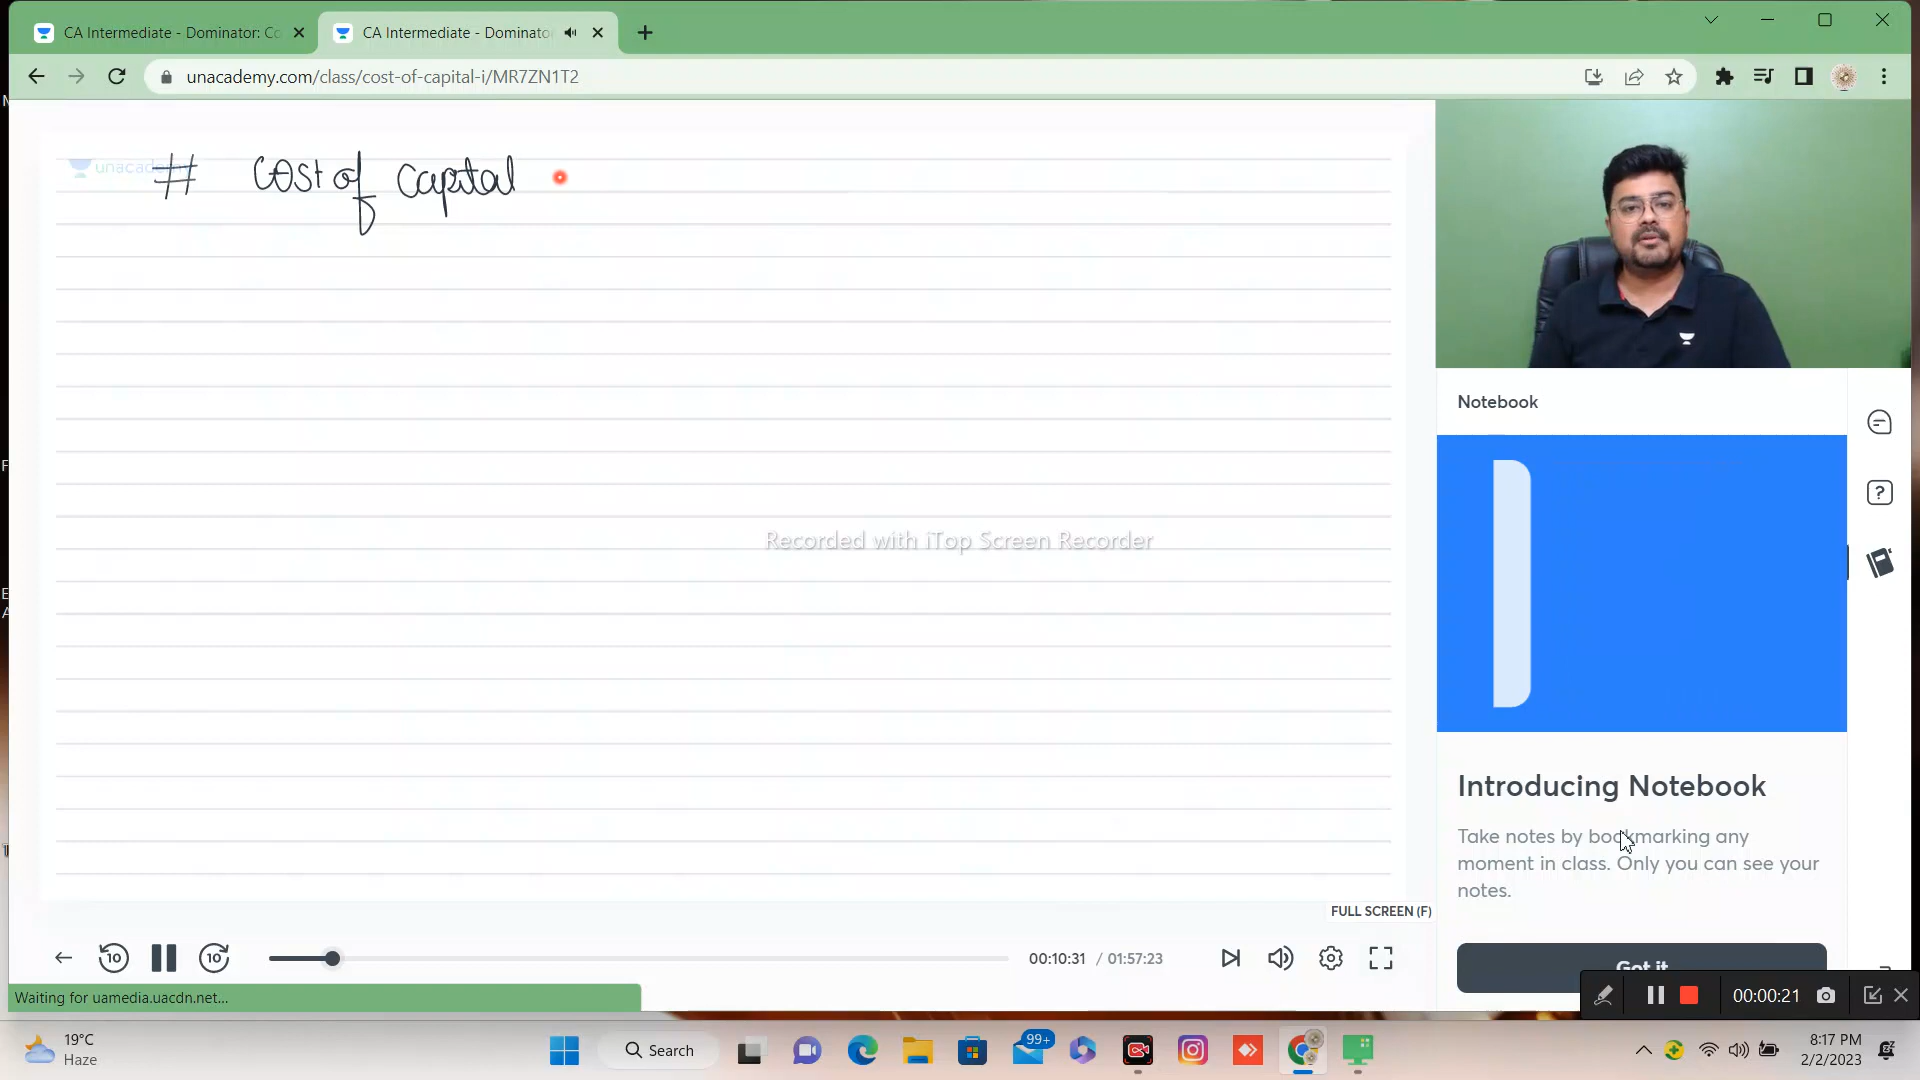 CA Intermediate - Dominator: Co
CA Intermediate - Dominato
unacademy.com/class/cost-of-capital-i/MR7ZN1T2
unacademy
# Cost of capital
Notebook
Recorded with iTop Screen Recorder
Introducing Notebook
Take notes by bookmarking any
moment in class. Only you can see your
notes.
FULL SCREEN (F)
10
10
00:10:31 / 01:57:23
Got it
00:00:21
Waiting for uamedia.uacdn.net...
19°C
Haze
Search
99+
8:17 PM
2/2/2023